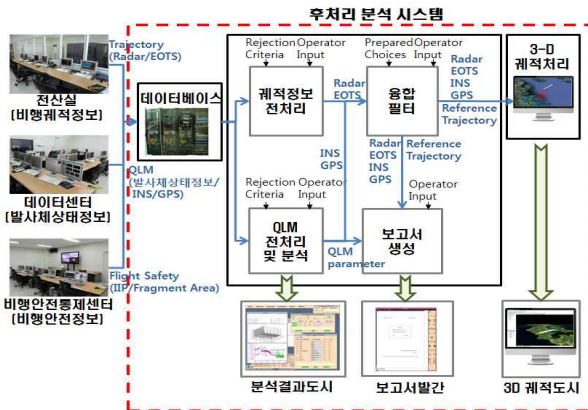 후처리 분석 시스템
Trajectory
(Radar/EOTS)
전산실
(비행궤적정보)
QLM
(발사체상태정보/
INS/GPS)
데이터센터
(발사체상태정보)
Flight Safety
(IIP/Fragment Area)
비행안전통제센터
(비행안전정보)
데이터베이스
Rejection
Criteria
Operator
Input
궤적정보
전처리
Radar
EOTS
INS
GPS
Prepared
Choices
Operator
Input
융합
필터
Radar
EOTS
INS
GPS
Reference
Trajectory
3-D
궤적처리
Radar
EOTS
INS
GPS
Reference
Trajectory
Rejection
Criteria
Operator
Input
QLM
전처리
및 분석
QLM
parameter
Operator
Input
보고서
생성
분석결과도시
보고서발간
3D 궤적도시